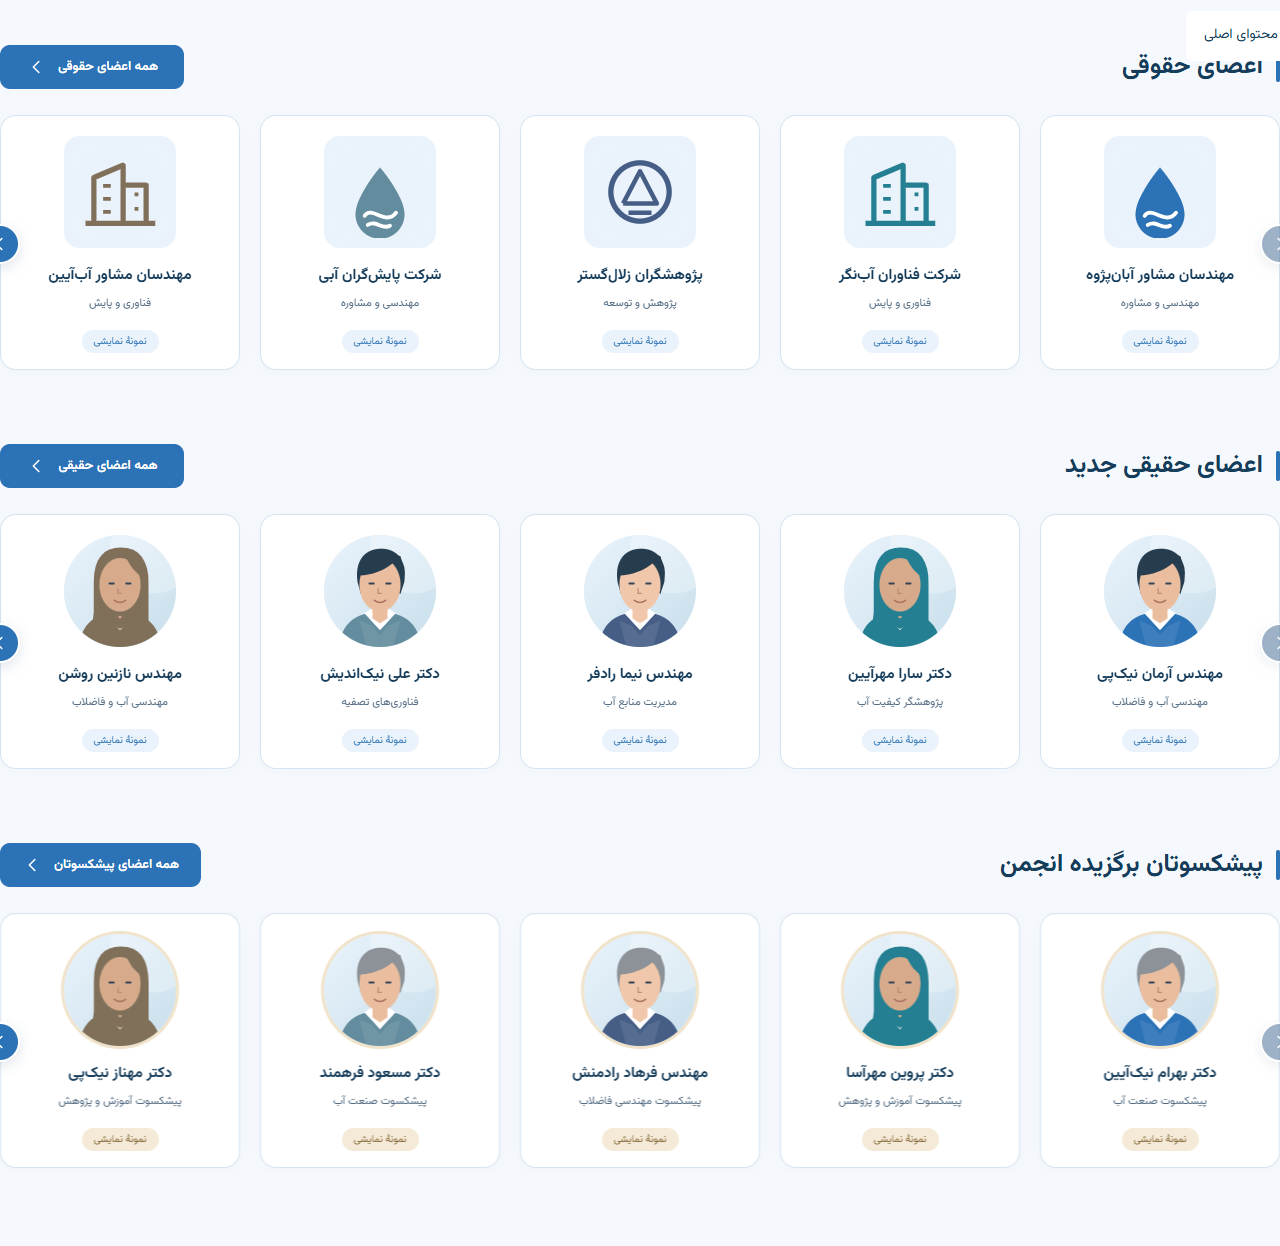 محتوای اصلی
اعضای حقوقی
همه اعضای حقوقی
مهندسان مشاور آبان‌پژوه
مهندسی و مشاوره
نمونهٔ نمایشی
شرکت فناوران آب‌نگر
فناوری و پایش
نمونهٔ نمایشی
پژوهشگران زلال‌گستر
پژوهش و توسعه
نمونهٔ نمایشی
شرکت پایش‌گران آبی
مهندسی و مشاوره
نمونهٔ نمایشی
مهندسان مشاور آب‌آیین
فناوری و پایش
نمونهٔ نمایشی
اعضای حقیقی جدید
همه اعضای حقیقی
مهندس آرمان نیک‌پی
مهندسی آب و فاضلاب
نمونهٔ نمایشی
دکتر سارا مهرآیین
پژوهشگر کیفیت آب
نمونهٔ نمایشی
مهندس نیما رادفر
مدیریت منابع آب
نمونهٔ نمایشی
دکتر علی نیک‌اندیش
فناوری‌های تصفیه
نمونهٔ نمایشی
مهندس نازنین روشن
مهندسی آب و فاضلاب
نمونهٔ نمایشی
پیشکسوتان برگزیده انجمن
همه اعضای پیشکسوتان
دکتر بهرام نیک‌آیین
پیشکسوت صنعت آب
نمونهٔ نمایشی
دکتر پروین مهرآسا
پیشکسوت آموزش و پژوهش
نمونهٔ نمایشی
مهندس فرهاد رادمنش
پیشکسوت مهندسی فاضلاب
نمونهٔ نمایشی
دکتر مسعود فرهمند
پیشکسوت صنعت آب
نمونهٔ نمایشی
دکتر مهناز نیک‌پی
پیشکسوت آموزش و پژوهش
نمونهٔ نمایشی